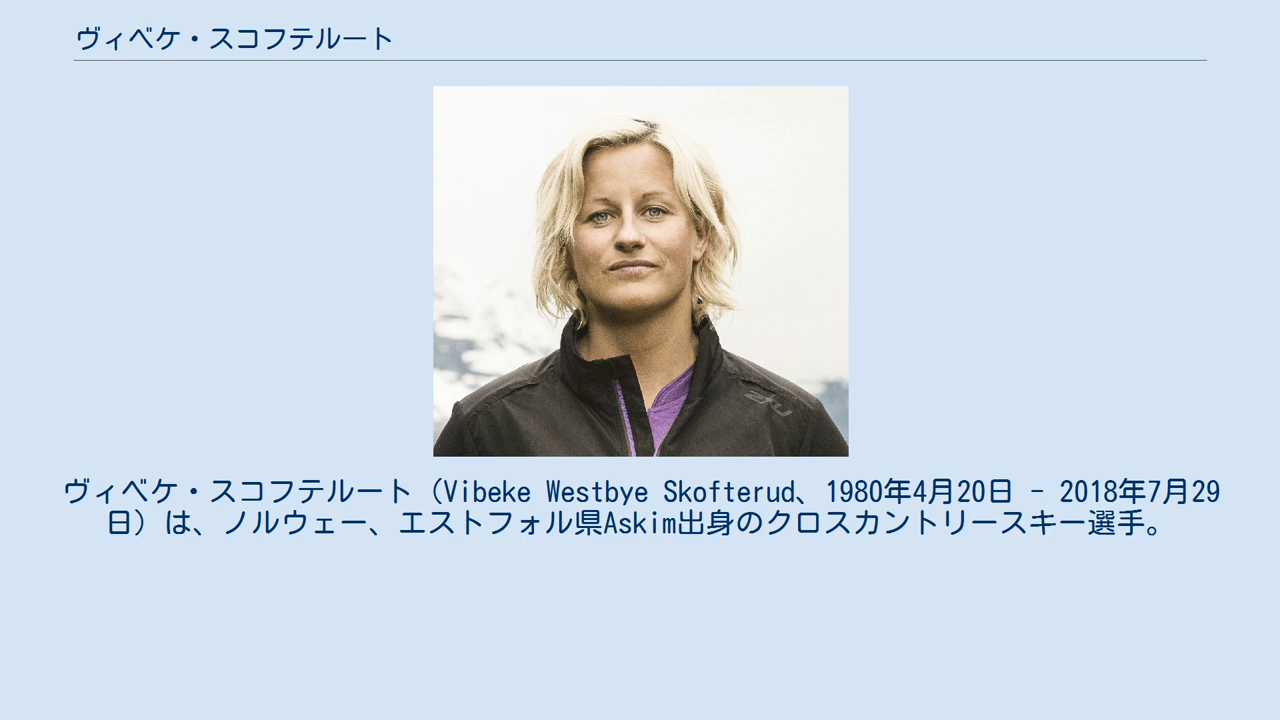 ヴィベケ・スコフテルート
ヴィベケ・スコフテルート（Vibeke Westbye Skofterud、1980年4月20日 - 2018年7月29
日）は、ノルウェー、エストフォル県Askim出身のクロスカントリースキー選手。